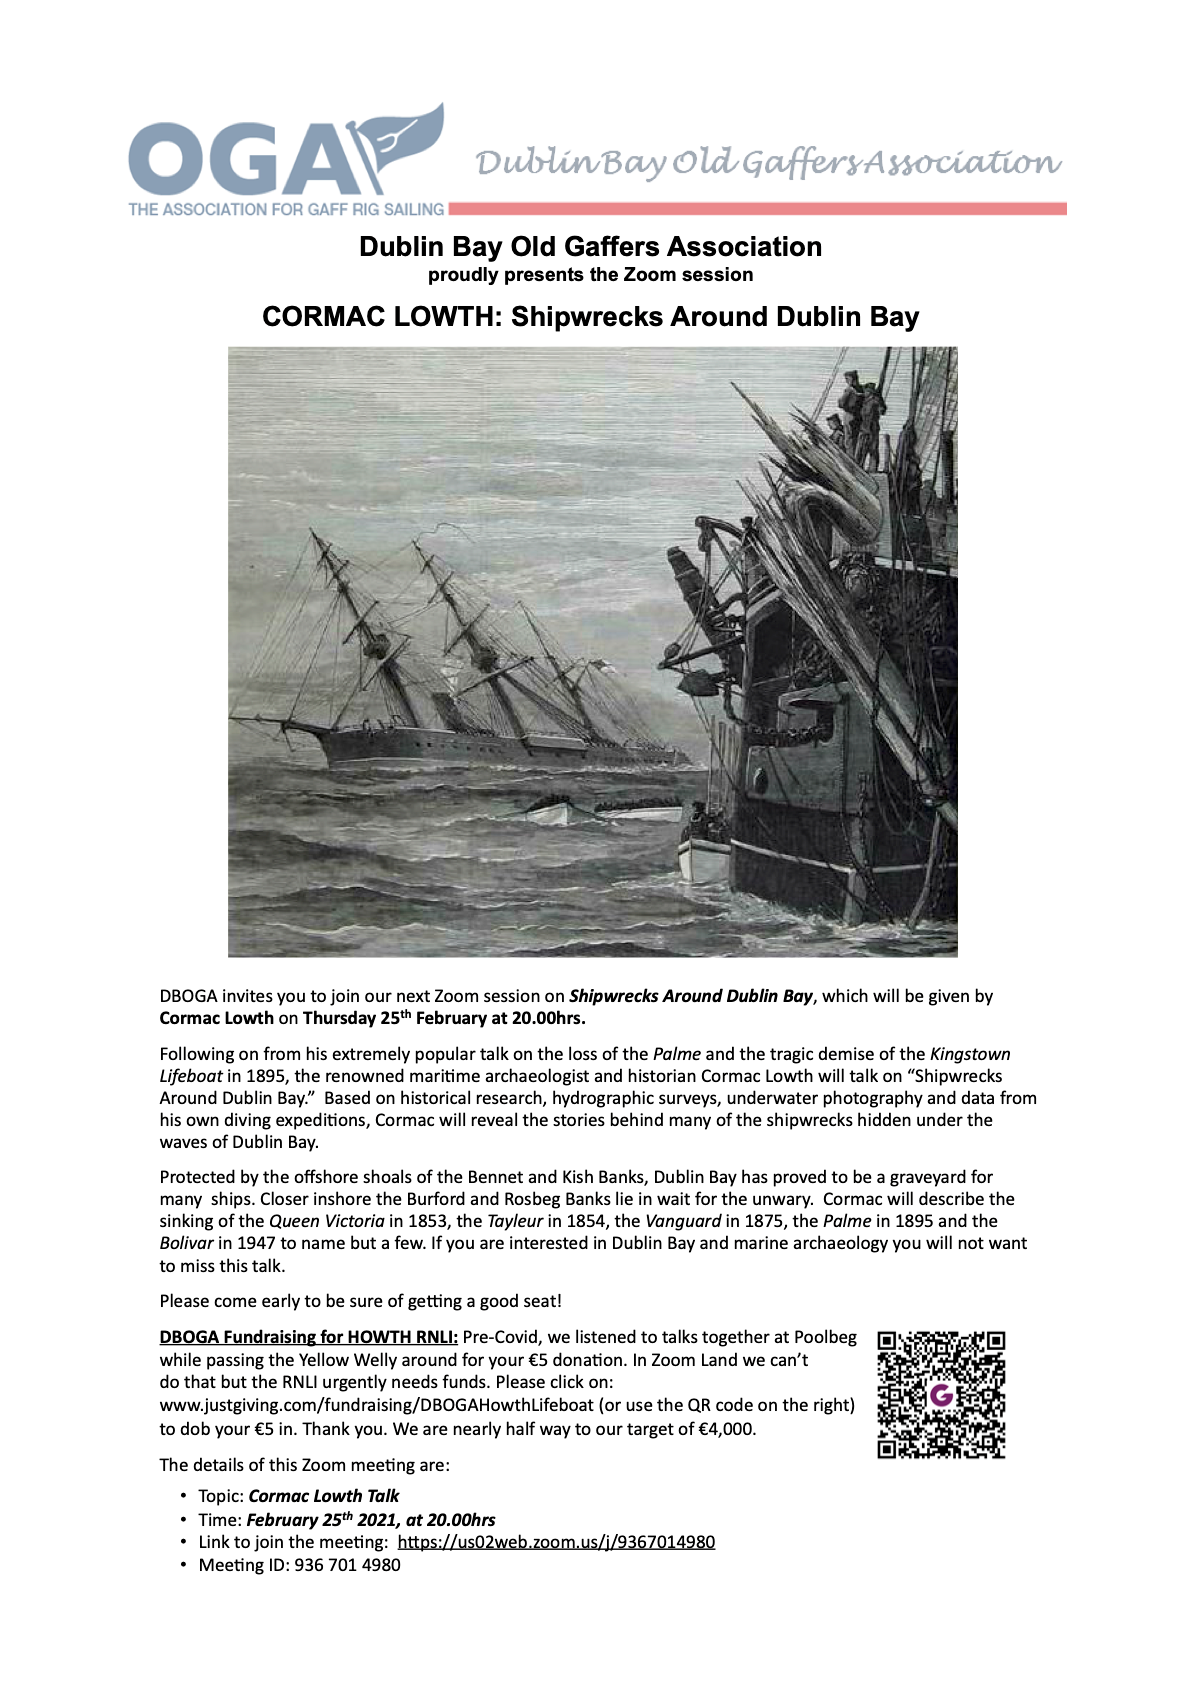 OGA
Dublin Bay Old Gaffers Association
THE ASSOCIATION FOR GAFF RIG SAILING
Dublin Bay Old Gaffers Association
proudly presents the Zoom session
CORMAC LOWTH: Shipwrecks Around Dublin Bay
DBOGA invites you to join our next Zoom session on Shipwrecks Around Dublin Bay, which will be given by
Cormac Lowth on Thursday 25th February at 20.00hrs.
Following on from his extremely popular talk on the loss of the Palme and the tragic demise of the Kingstown
Lifeboat in 1895, the renowned maritime archaeologist and historian Cormac Lowth will talk on “Shipwrecks
Around Dublin Bay.”  Based on historical research, hydrographic surveys, underwater photography and data from
his own diving expeditions, Cormac will reveal the stories behind many of the shipwrecks hidden under the
waves of Dublin Bay.
Protected by the offshore shoals of the Bennet and Kish Banks, Dublin Bay has proved to be a graveyard for
many  ships. Closer inshore the Burford and Rosbeg Banks lie in wait for the unwary.  Cormac will describe the
sinking of the Queen Victoria in 1853, the Tayleur in 1854, the Vanguard in 1875, the Palme in 1895 and the
Bolivar in 1947 to name but a few. If you are interested in Dublin Bay and marine archaeology you will not want
to miss this talk.
Please come early to be sure of getting a good seat!
DBOGA Fundraising for HOWTH RNLI: Pre-Covid, we listened to talks together at Poolbeg
while passing the Yellow Welly around for your €5 donation. In Zoom Land we can’t
do that but the RNLI urgently needs funds. Please click on:
www.justgiving.com/fundraising/DBOGAHowthLifeboat (or use the QR code on the right)
to dob your €5 in. Thank you. We are nearly half way to our target of €4,000.
G
The details of this Zoom meeting are:
• Topic: Cormac Lowth Talk
• Time: February 25th 2021, at 20.00hrs
• Link to join the meeting:  https://us02web.zoom.us/j/9367014980
• Meeting ID: 936 701 4980